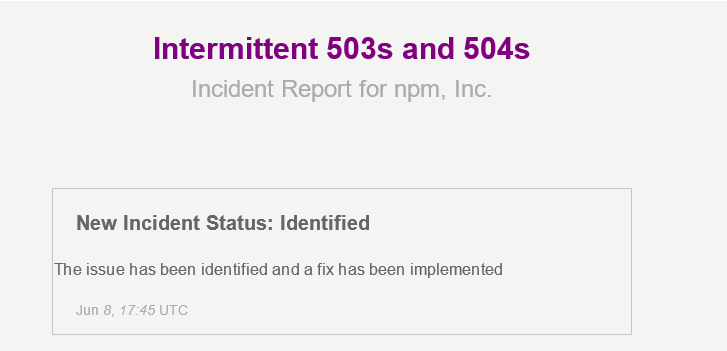 Intermittent 503s and 504s
Incident Report for npm, Inc.
New Incident Status: Identified
The issue has been identified and a fix has been implemented
Jun 8, 17:45 UTC